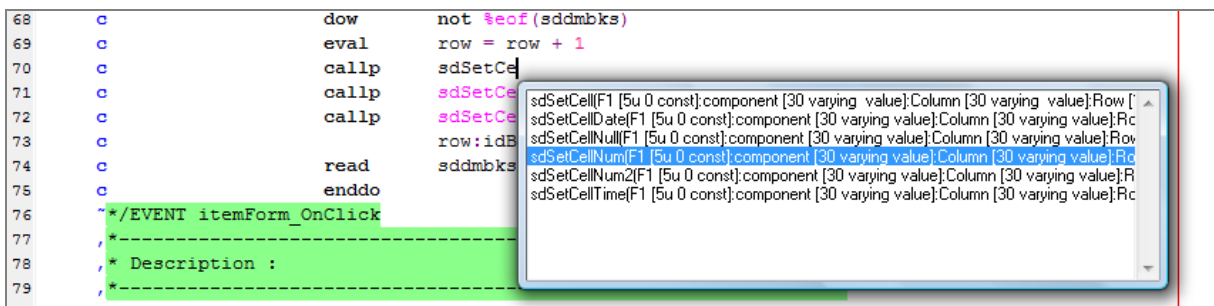 68 c dow not %eof(sddmbks)
69 c eval row = row + 1
70 c callp sdSetCe
71 c callp sdSetCe
72 c callp sdSetCe
73 c row:idB
74 c read sddmbks
75 c enddo
76 ~*/EVENT itemForm_OnClick
77 ,*-----------------------------------
78 ,* Description :
79 ,*-----------------------------------
sdSetCell(F1 [5u 0 const]:component [30 varying  value]:Column [30 varying  value]:Row [
sdSetCellDate(F1 [5u 0 const]:component [30 varying value]:Column [30 varying value]:Ro
sdSetCellNull(F1 [5u 0 const]:component [30 varying value]:Column [30 varying value]:Row
sdSetCellNum(F1 [5u 0 const]:component [30 varying value]:Column [30 varying value]:Ro
sdSetCellNum2(F1 [5u 0 const]:component [30 varying value]:Column [30 varying value]:R
sdSetCellTime(F1 [5u 0 const]:component [30 varying value]:Column [30 varying value]:Ro